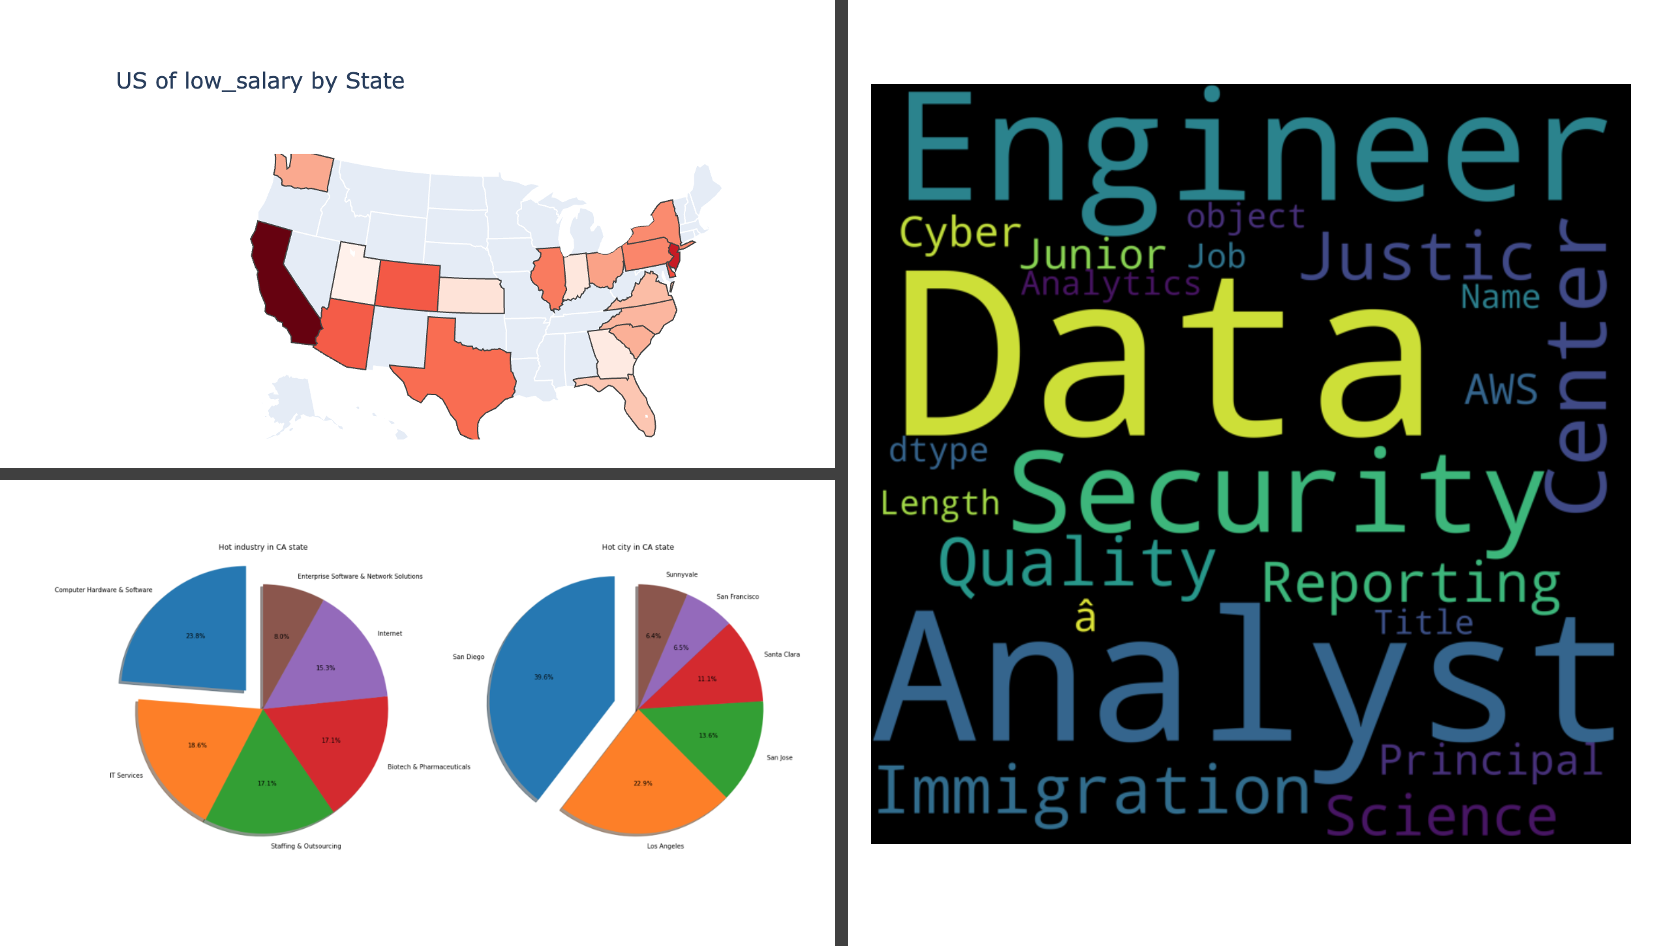 US of low_salary by State
Hot industry in CA state
Computer Hardware & Software
Enterprise Software & Network Solutions
23.8%
8.0%
Internet
15.3%
18.6%
17.1%
IT Services
Biotech & Pharmaceuticals
17.1%
Staffing & Outsourcing
Hot city in CA state
Sunnyvale
San Francisco
6.4%
6.5%
San Diego
Santa Clara
39.6%
11.1%
13.6%
San Jose
22.9%
Los Angeles
Engineer
Cyber
object
Junior
Job
Justic
Center
Analytics
Name
Data
AWS
dtype
Security
Length
Quality
Reporting
â
Title
Analyst
Principal
Immigration
Science